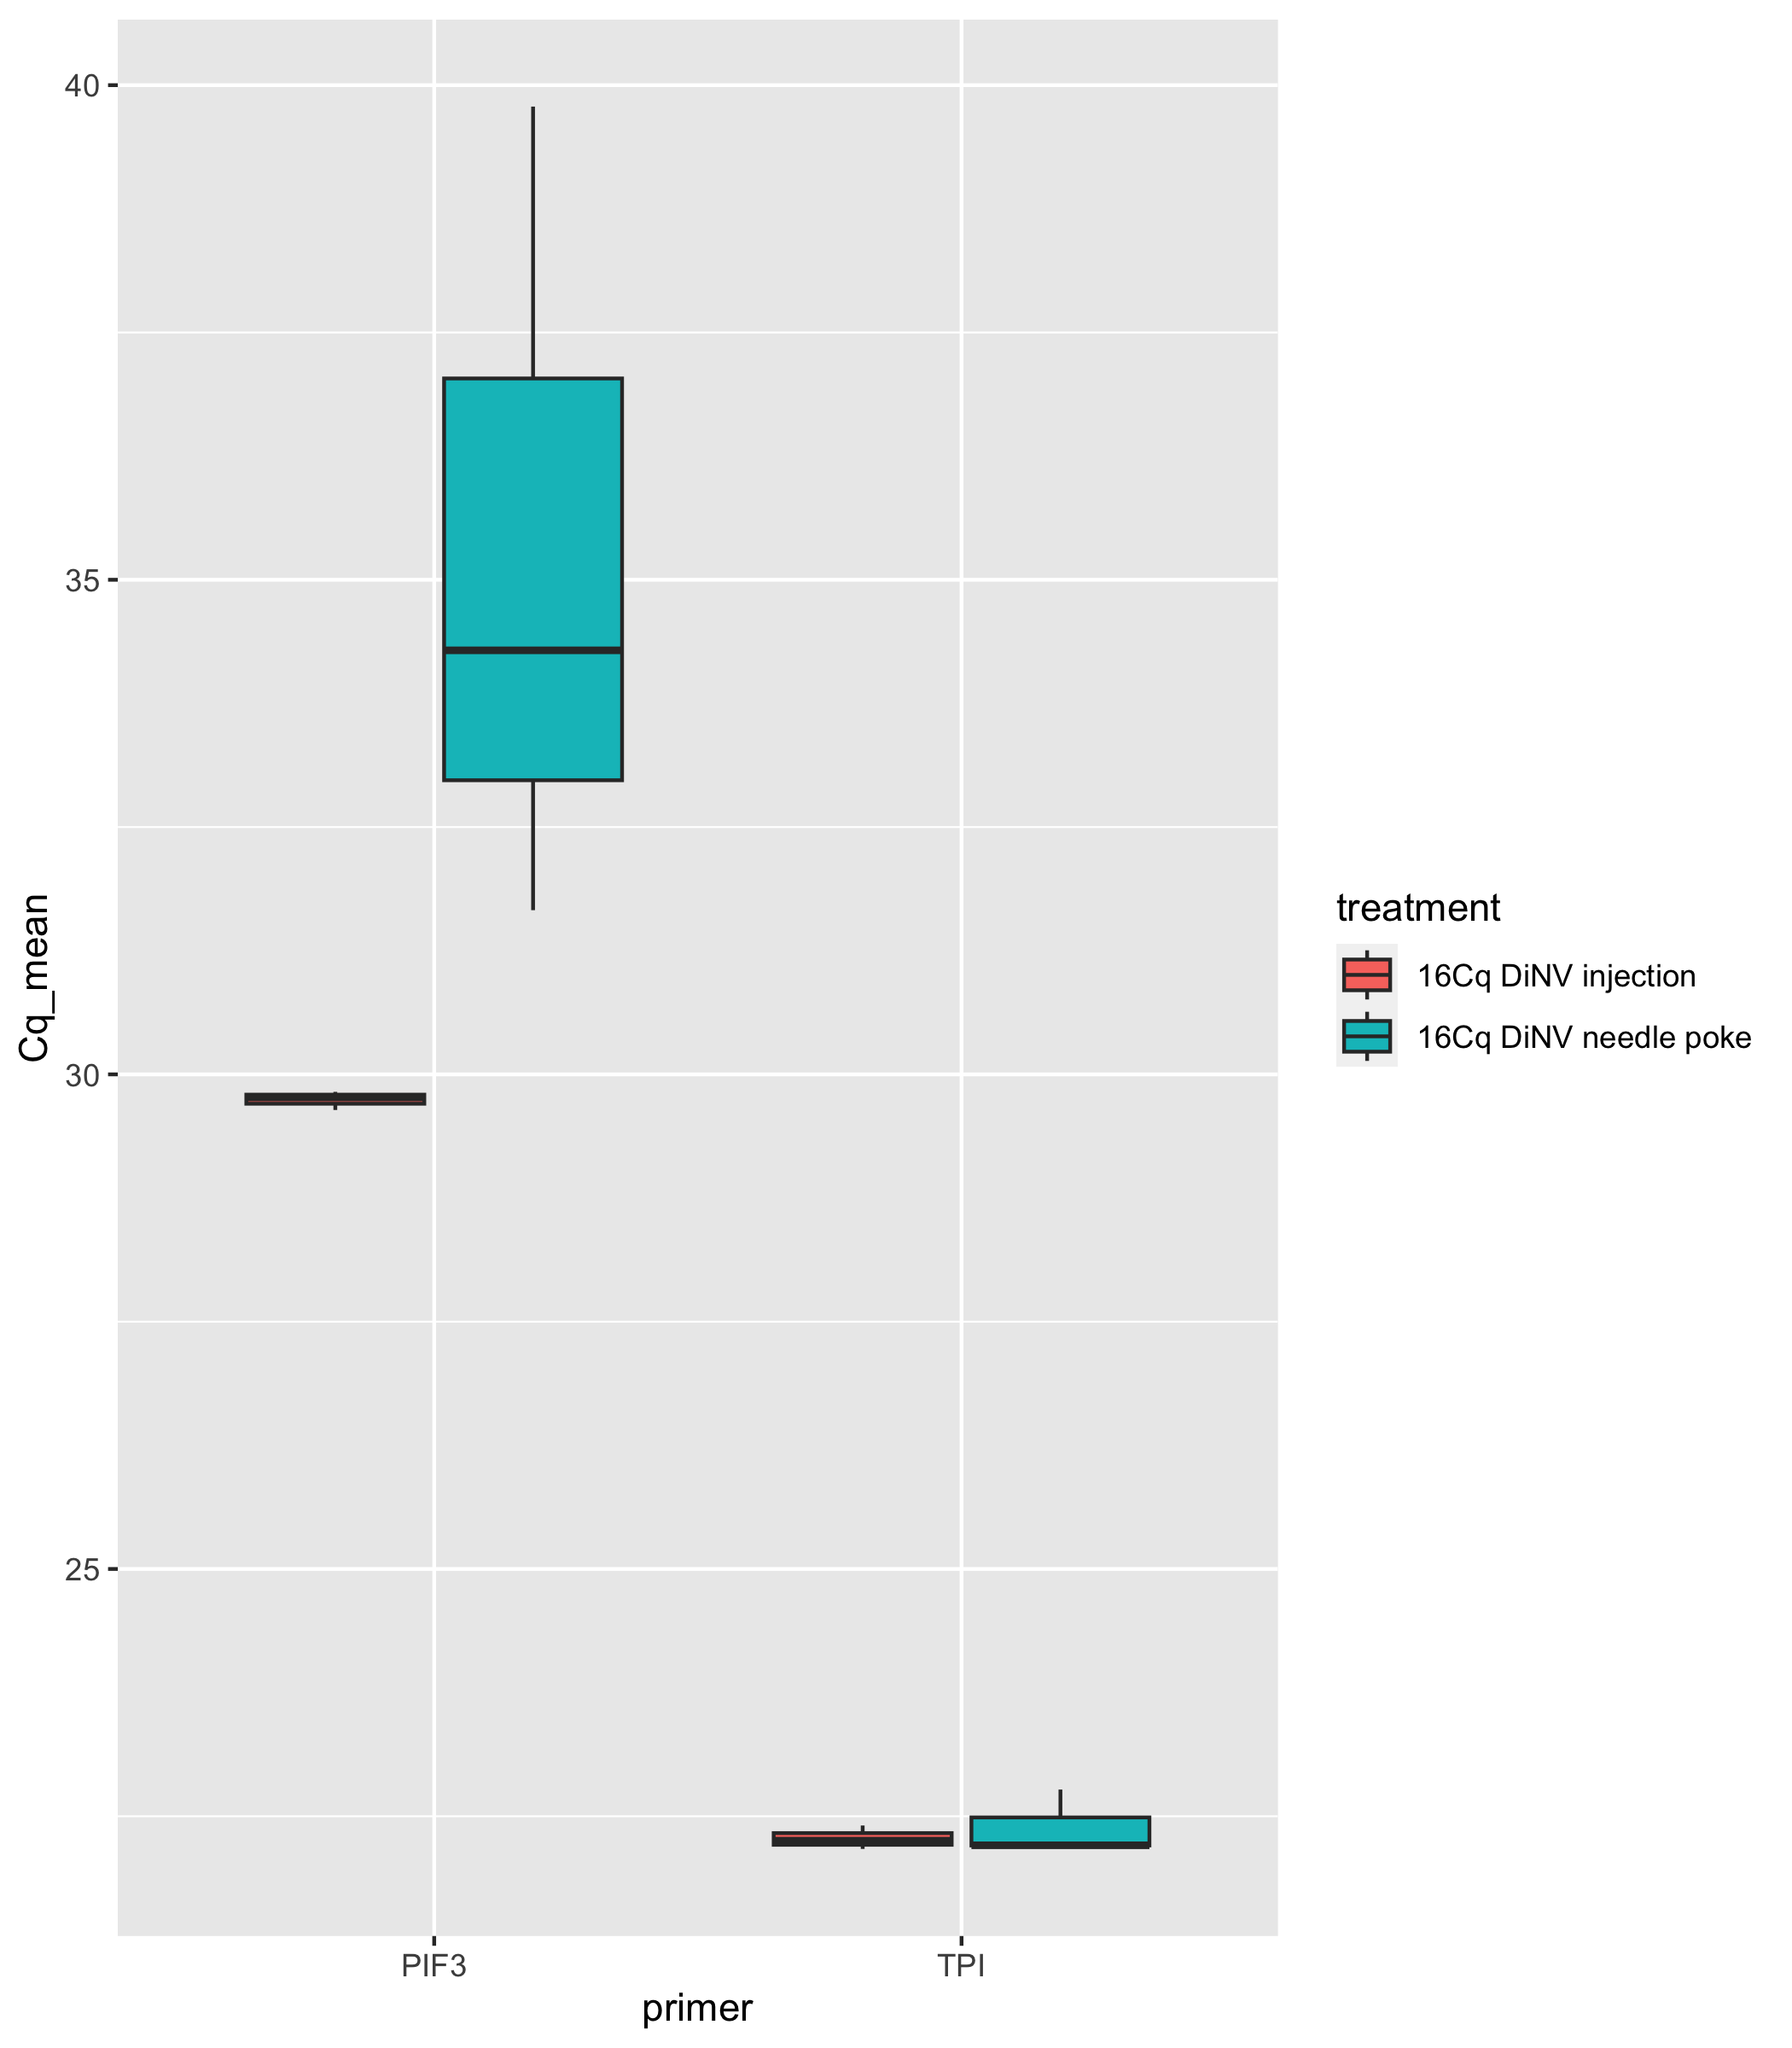 40
35
30
25
Cq_mean
PIF3
TPI
primer
treatment
16Cq DiNV injection
16Cq DiNV needle poke